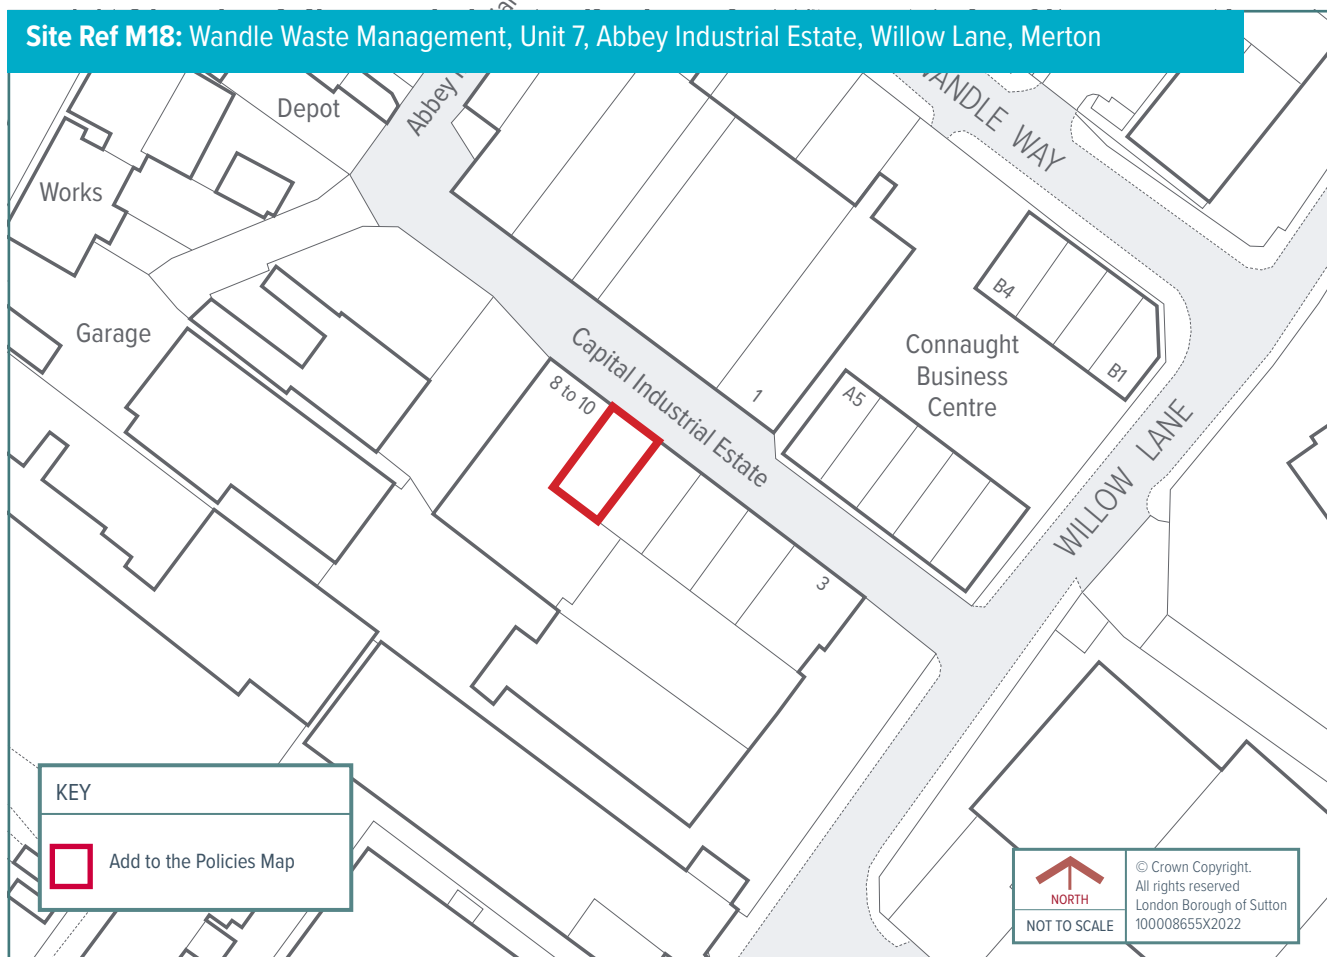 Site Ref M18: Wandle Waste Management, Unit 7, Abbey Industrial Estate, Willow Lane, Merton
Depot
Abbey
WANDLE WAY
Works
B4
Garage
Capital Industrial Estate
Connaught
Business
Centre
B1
8 to 10
1
A5
WILLOW LANE
3
KEY
Add to the Policies Map
NORTH
NOT TO SCALE
© Crown Copyright.
All rights reserved
London Borough of Sutton
100008655X2022